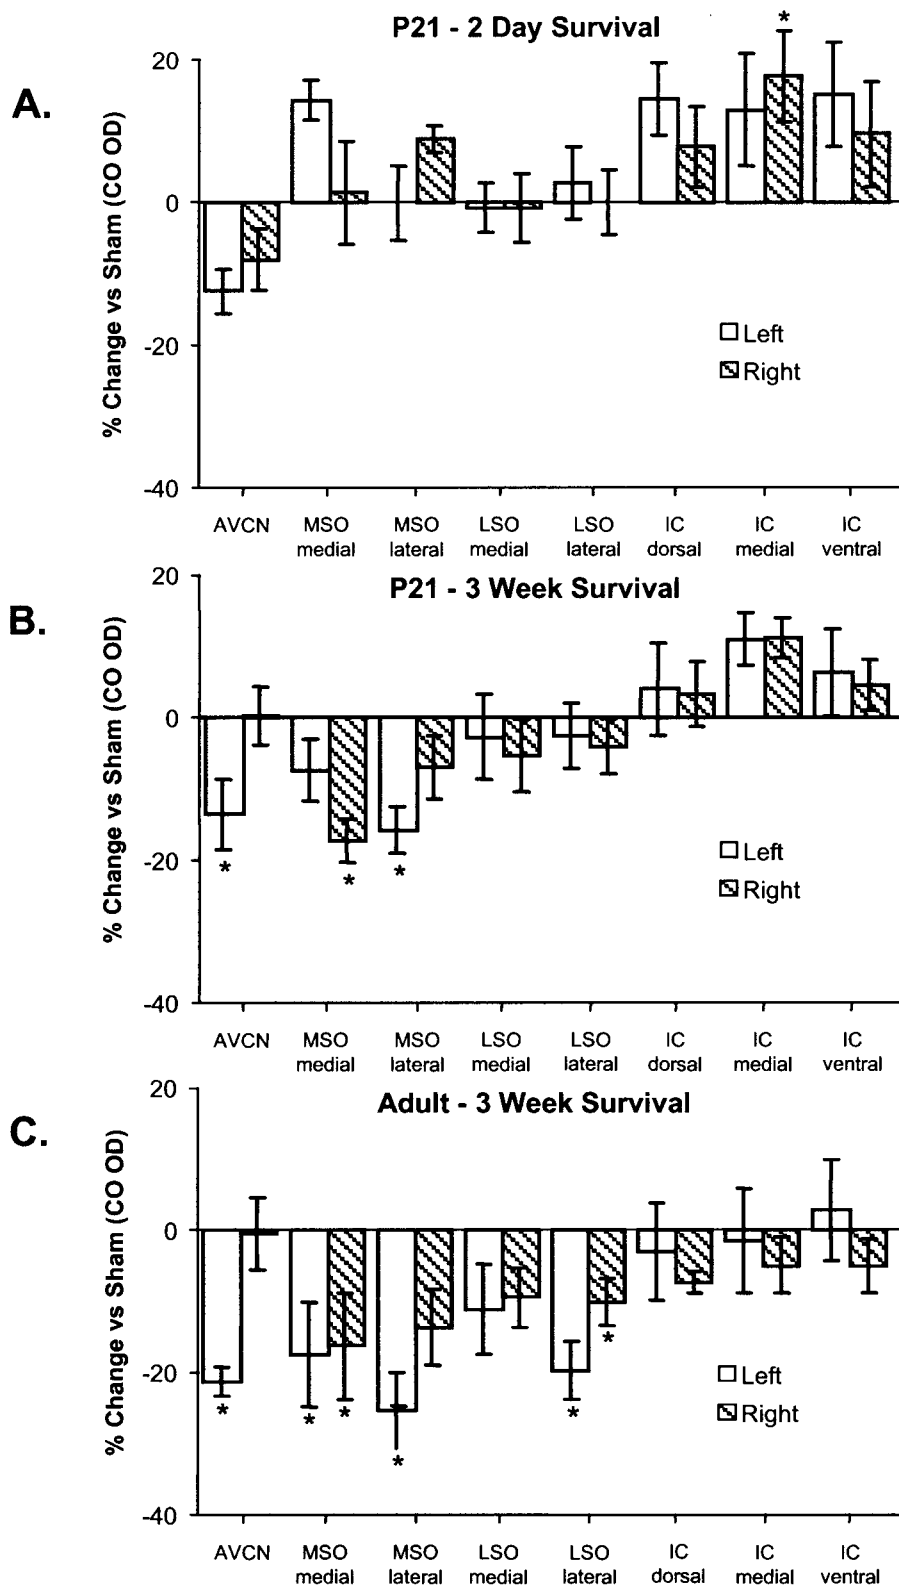 P21 - 2 Day Survival
A.
% Change vs Sham (CO OD)
20
0
-20
-40
*
Left
Right
AVCN
MSO medial
MSO lateral
LSO medial
LSO lateral
IC dorsal
IC medial
IC ventral
P21 - 3 Week Survival
B.
% Change vs Sham (CO OD)
20
0
-20
-40
*
*
*
Left
Right
AVCN
MSO medial
MSO lateral
LSO medial
LSO lateral
IC dorsal
IC medial
IC ventral
Adult - 3 Week Survival
C.
% Change vs Sham (CO OD)
20
0
-20
-40
*
*
*
*
*
*
Left
Right
AVCN
MSO medial
MSO lateral
LSO medial
LSO lateral
IC dorsal
IC medial
IC ventral